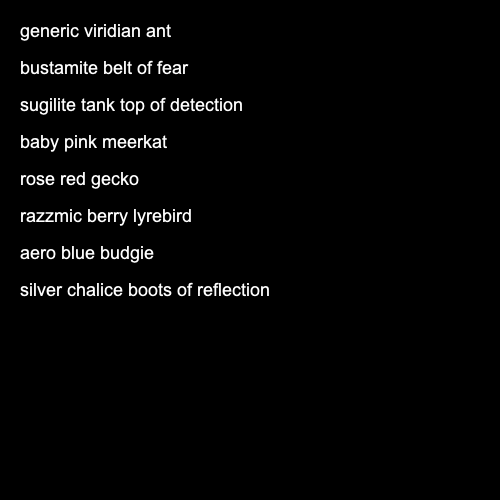 generic viridian ant
bustamite belt of fear
sugilite tank top of detection
baby pink meerkat
rose red gecko
razzmic berry lyrebird
aero blue budgie
silver chalice boots of reflection